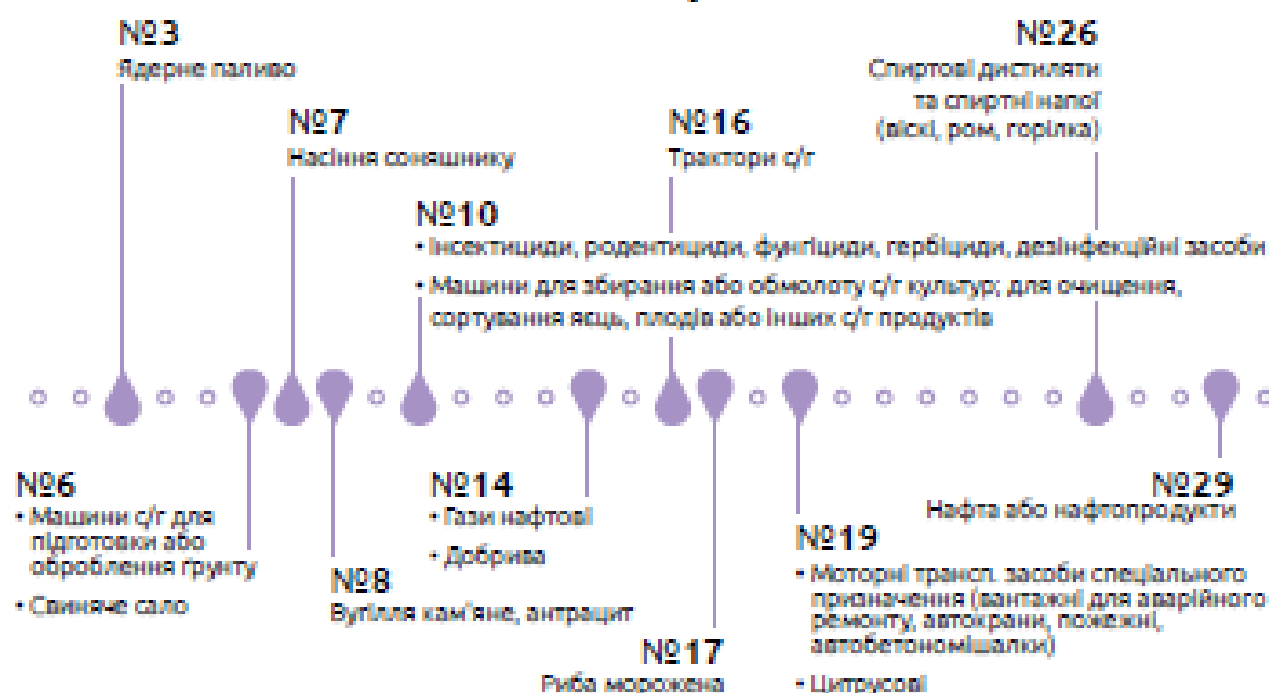 №3
Ядерне паливо
№26
Спиртові дистиляти
та спиртні напої
(віскі, ром, горілка)
№7
Насіння соняшнику
№16
Трактори с/г
№10
• Інсектициди, родентициди, фунгіциди, гербіциди, дезінфекційні засоби
• Машини для збирання або обмолоту с/г культур; для очищення,
сортування яєць, плодів або інших с/г продуктів
№6
• Машини с/г для
підготовки або
оброблення ґрунту
• Свиняче сало
№8
Вугілля кам'яне, антрацит
№14
• Гази нафтові
• Добрива
№17
Риба морожена
№29
Нафта або нафтопродукти
№19
• Моторні трансп. засоби спеціального
призначення (вантажні для аварійного
ремонту, автокрани, пожежні,
автобетономішалки)
• Цитрусові